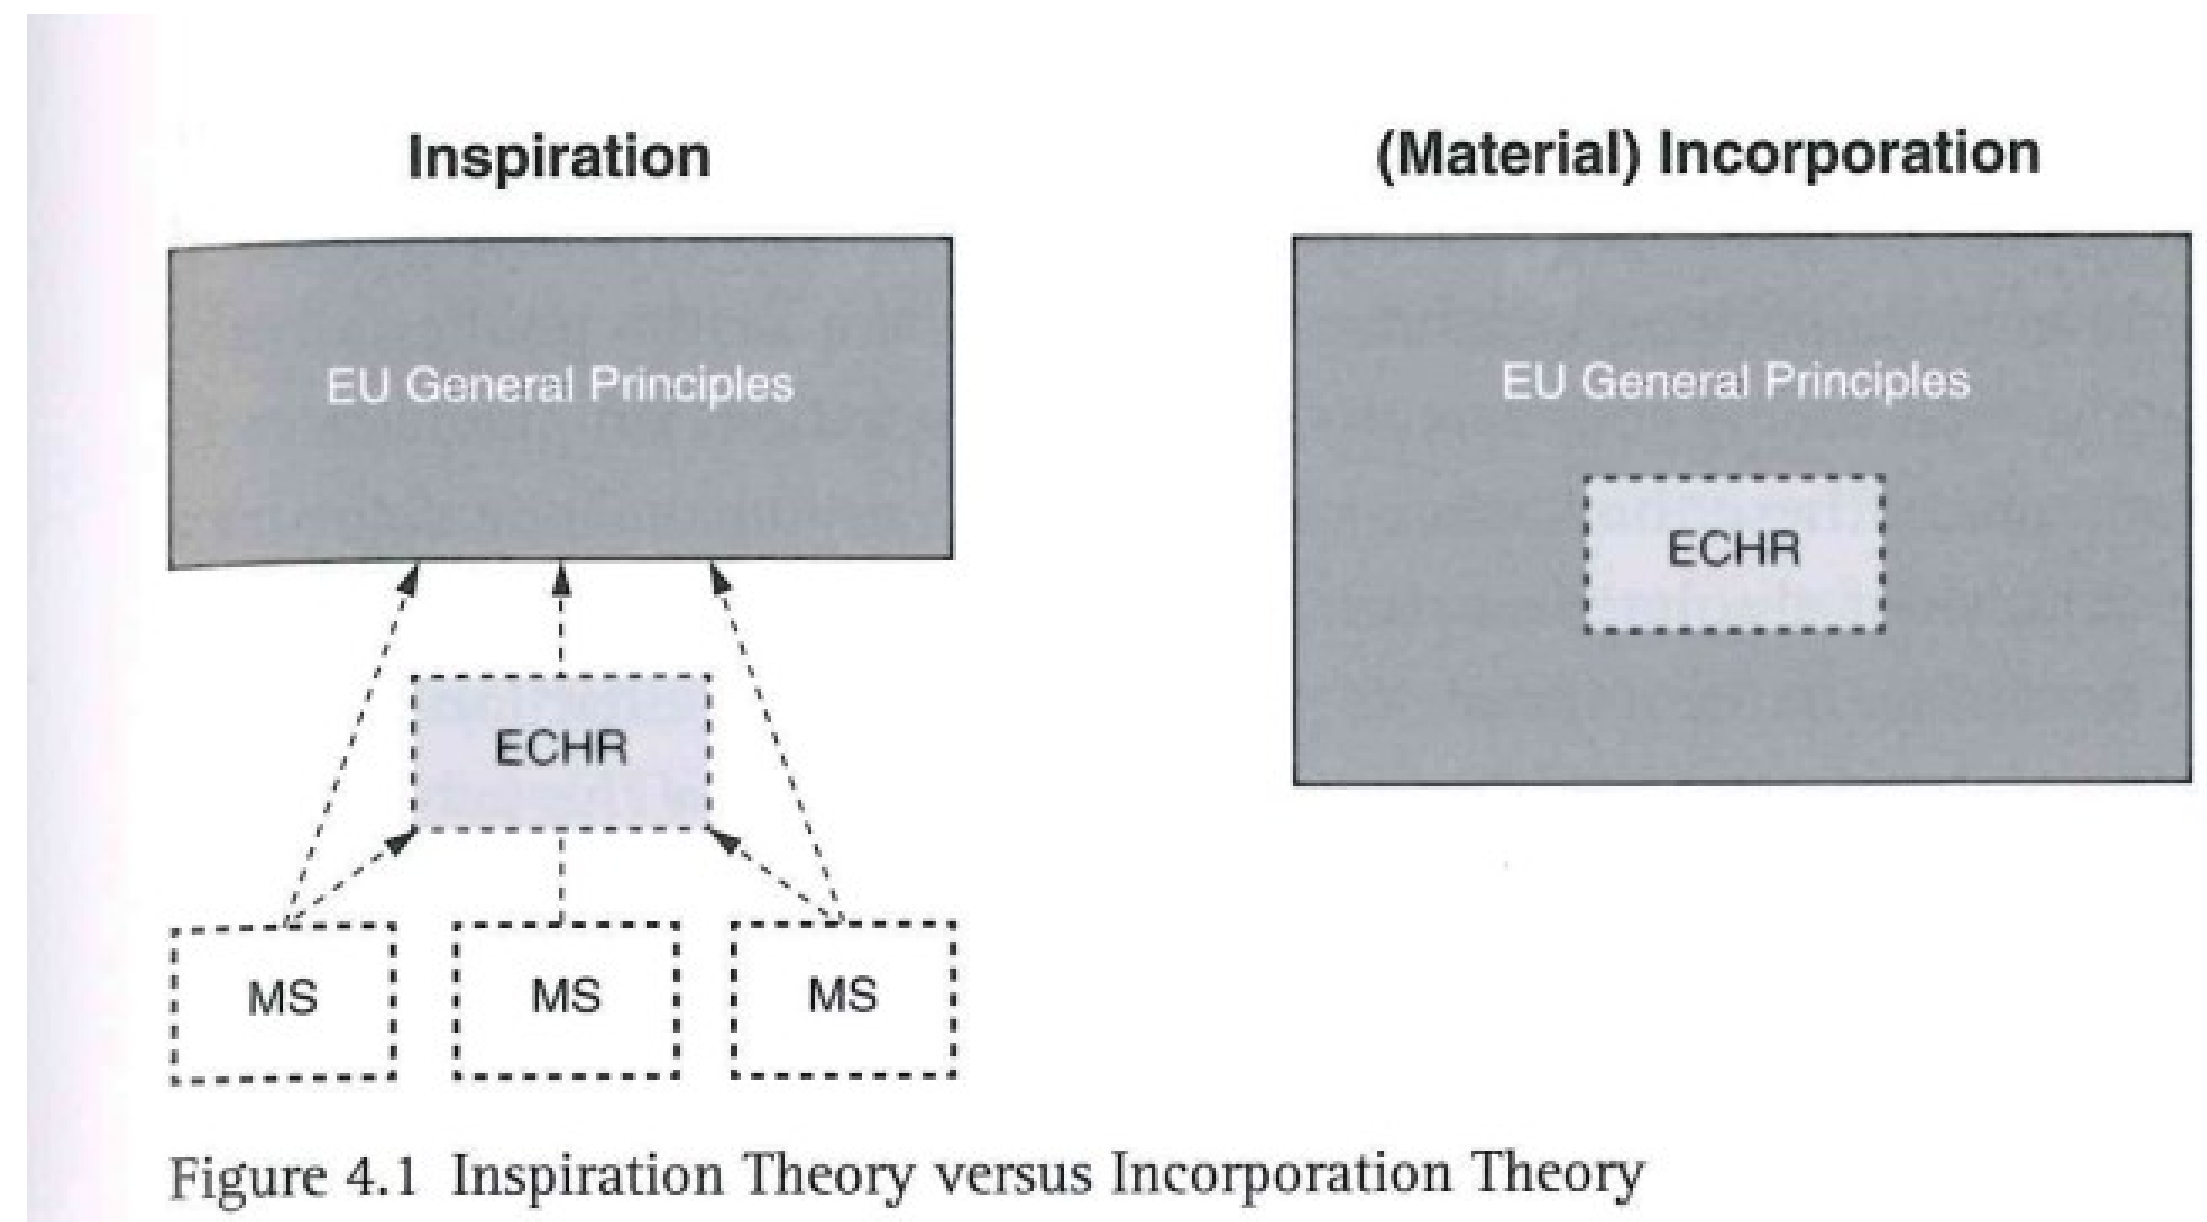 Inspiration
(Material) Incorporation
EU General Principles
EU General Principles
ECHR
ECHR
MS
MS
MS
Figure 4.1 Inspiration Theory versus Incorporation Theory